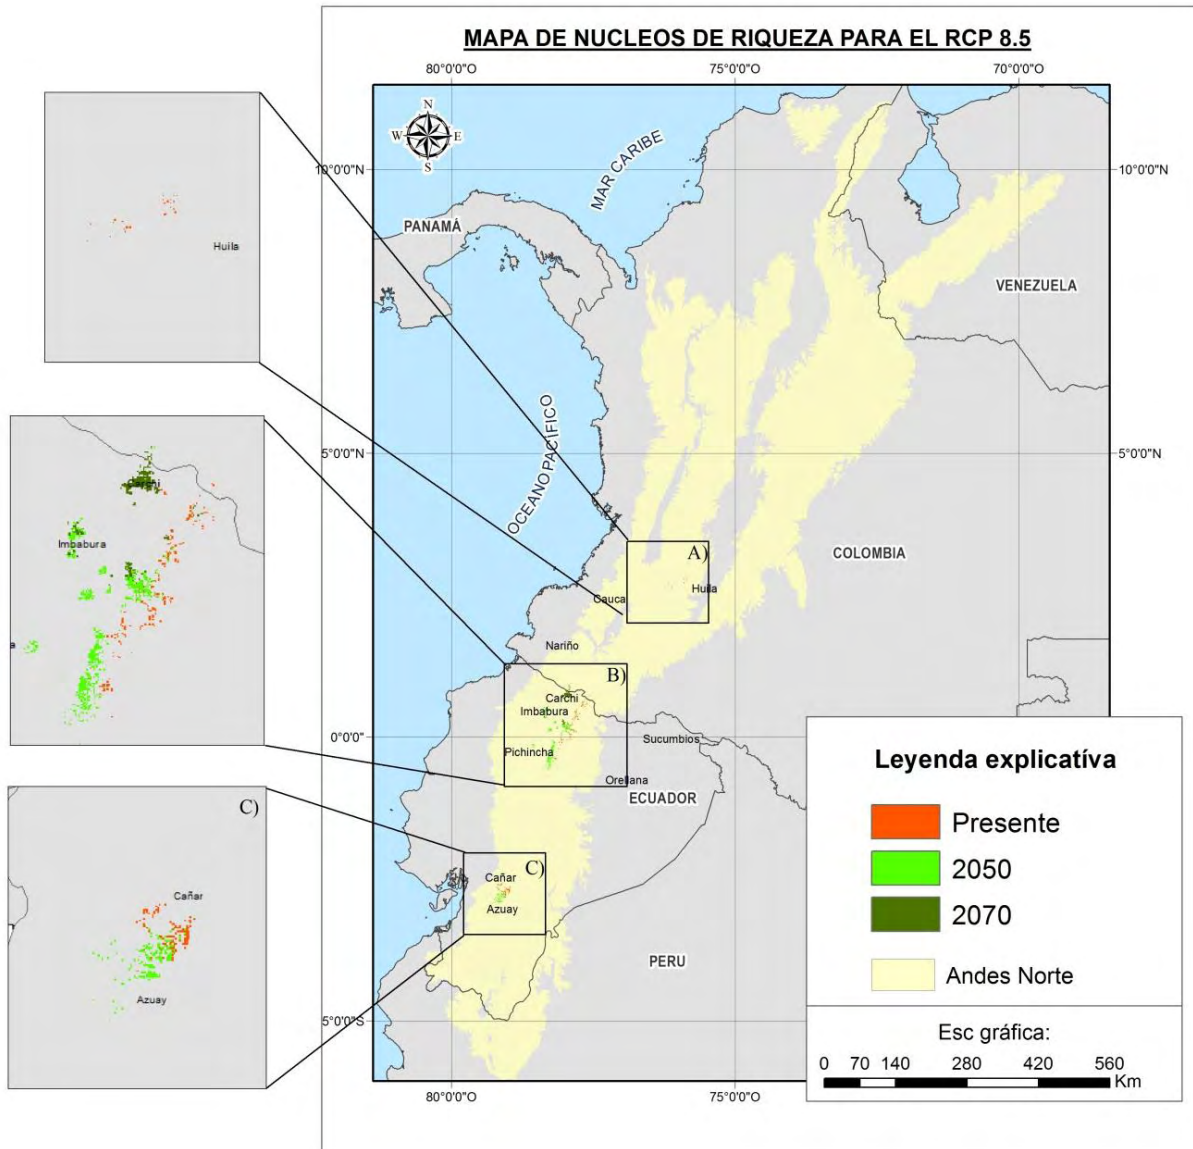 MAPA DE NUCLEOS DE RIQUEZA PARA EL RCP 8.5
80°0'0"O
75°0'0"O
70°0'0"O
N
W
E
S
10°0'0"N
10°0'0"N
MAR CARIBE
PANAMÁ
VENEZUELA
Huila
OCEANO PACÍFICO
5°0'0"N
5°0'0"N
Carchi
Imbabura
a
A)
COLOMBIA
Huila
Cauca
Nariño
B)
Carchi
Imbabura
0°0'0"
Sucumbios
Pichincha
Orellana
ECUADOR
C)
Cañar
Azuay
C)
Cañar
Azuay
PERU
5°0'0"S
80°0'0"O
75°0'0"O
Leyenda explicatíva
Presente
2050
2070
Andes Norte
Esc gráfica:
0 70 140 280 420 560
Km